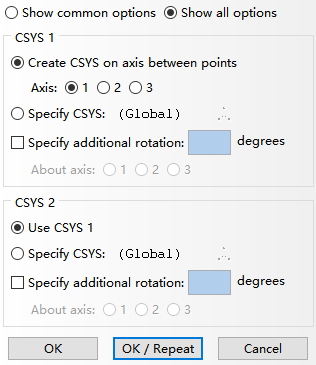 Show common options Show all options
CSYS 1
Create CSYS on axis between points
Axis: 1 2 3
Specify CSYS: (Global)
Specify additional rotation: degrees
About axis: 1 2 3
CSYS 2
Use CSYS 1
Specify CSYS: (Global)
Specify additional rotation: degrees
About axis: 1 2 3
OK OK / Repeat Cancel